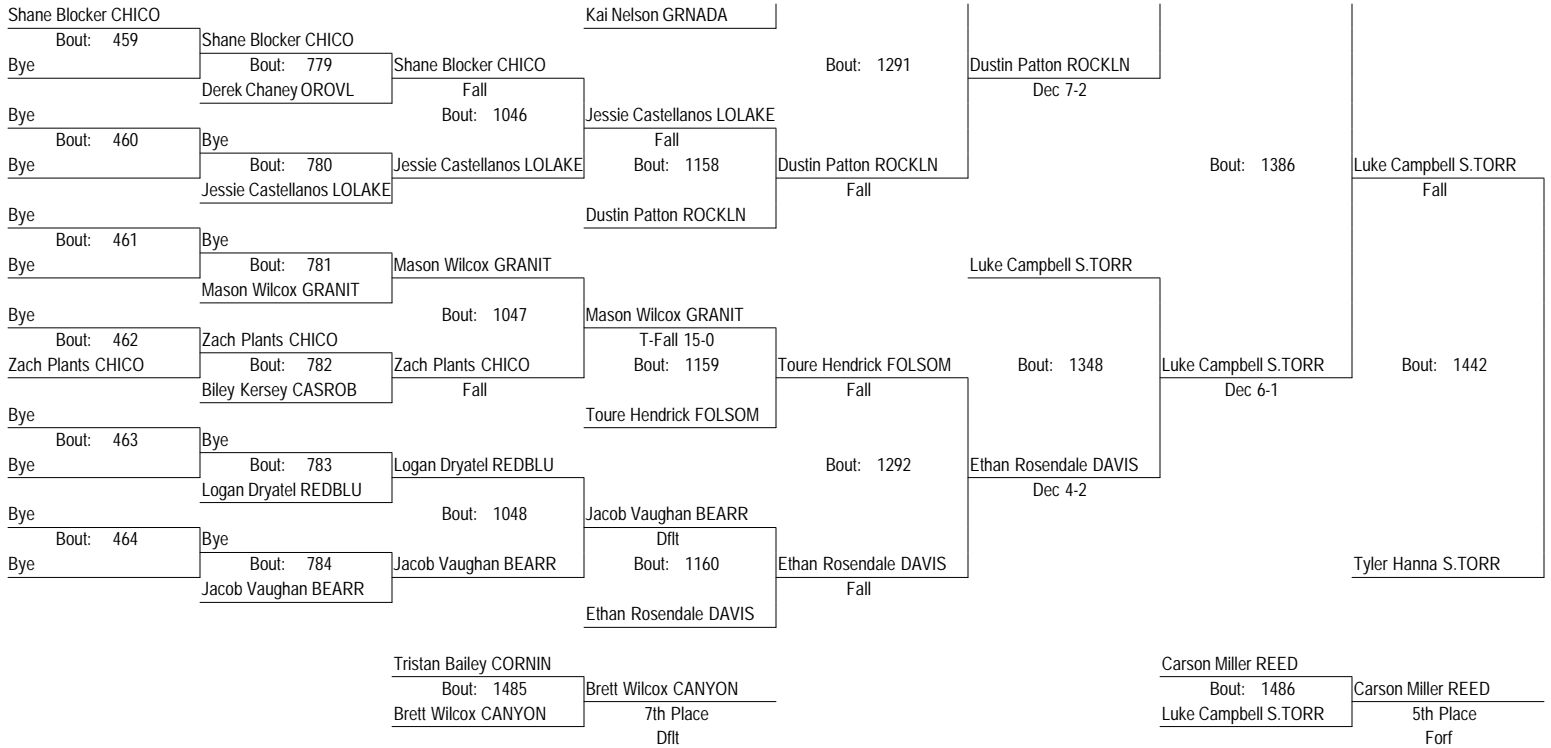 Shane Blocker CHICO
Kai Nelson GRNADA
Bout: 459
Shane Blocker CHICO
Bye
Bout: 779
Shane Blocker CHICO
Bout: 1291
Dustin Patton ROCKLN
Derek Chaney OROVL
Fall
Dec 7-2
Bye
Bout: 1046
Jessie Castellanos LOLAKE
Bout: 460
Bye
Fall
Bye
Bout: 780
Jessie Castellanos LOLAKE
Bout: 1158
Dustin Patton ROCKLN
Bout: 1386
Luke Campbell S.TORR
Jessie Castellanos LOLAKE
Fall
Fall
Bye
Dustin Patton ROCKLN
Bout: 461
Bye
Bye
Bout: 781
Mason Wilcox GRANIT
Luke Campbell S.TORR
Mason Wilcox GRANIT
Bye
Bout: 1047
Mason Wilcox GRANIT
Bout: 462
Zach Plants CHICO
T-Fall 15-0
Zach Plants CHICO
Bout: 782
Zach Plants CHICO
Bout: 1159
Toure Hendrick FOLSOM
Bout: 1348
Luke Campbell S.TORR
Bout: 1442
Biley Kersey CASROB
Fall
Fall
Dec 6-1
Bye
Toure Hendrick FOLSOM
Bout: 463
Bye
Bye
Bout: 783
Logan Dryatel REDBLU
Bout: 1292
Ethan Rosendale DAVIS
Logan Dryatel REDBLU
Dec 4-2
Bye
Bout: 1048
Jacob Vaughan BEARR
Bout: 464
Bye
Dflt
Bye
Bout: 784
Jacob Vaughan BEARR
Bout: 1160
Ethan Rosendale DAVIS
Tyler Hanna S.TORR
Jacob Vaughan BEARR
Fall
Ethan Rosendale DAVIS
Tristan Bailey CORNIN
Carson Miller REED
Bout: 1485
Brett Wilcox CANYON
Bout: 1486
Carson Miller REED
Brett Wilcox CANYON
7th Place
Luke Campbell S.TORR
5th Place
Dflt
Forf